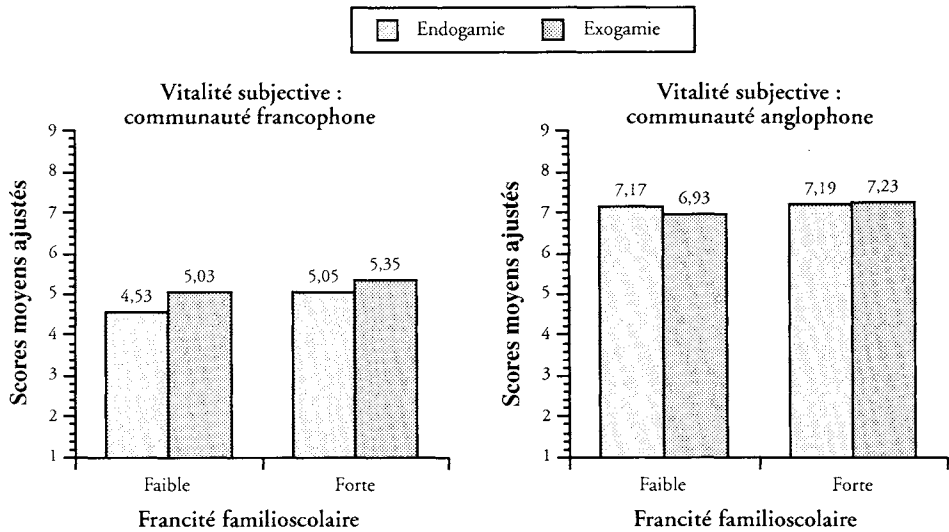 Endogamie Exogamie
Vitalité subjective :
communauté francophone
Scores moyens ajustés
9
8
7
6
5
4
3
2
1
4,53
5,03
5,05
5,35
Faible Forte
Francité familioscolaire
Vitalité subjective :
communauté anglophone
Scores moyens ajustés
9
8
7
6
5
4
3
2
1
7,17
6,93
7,19
7,23
Faible Forte
Francité familioscolaire